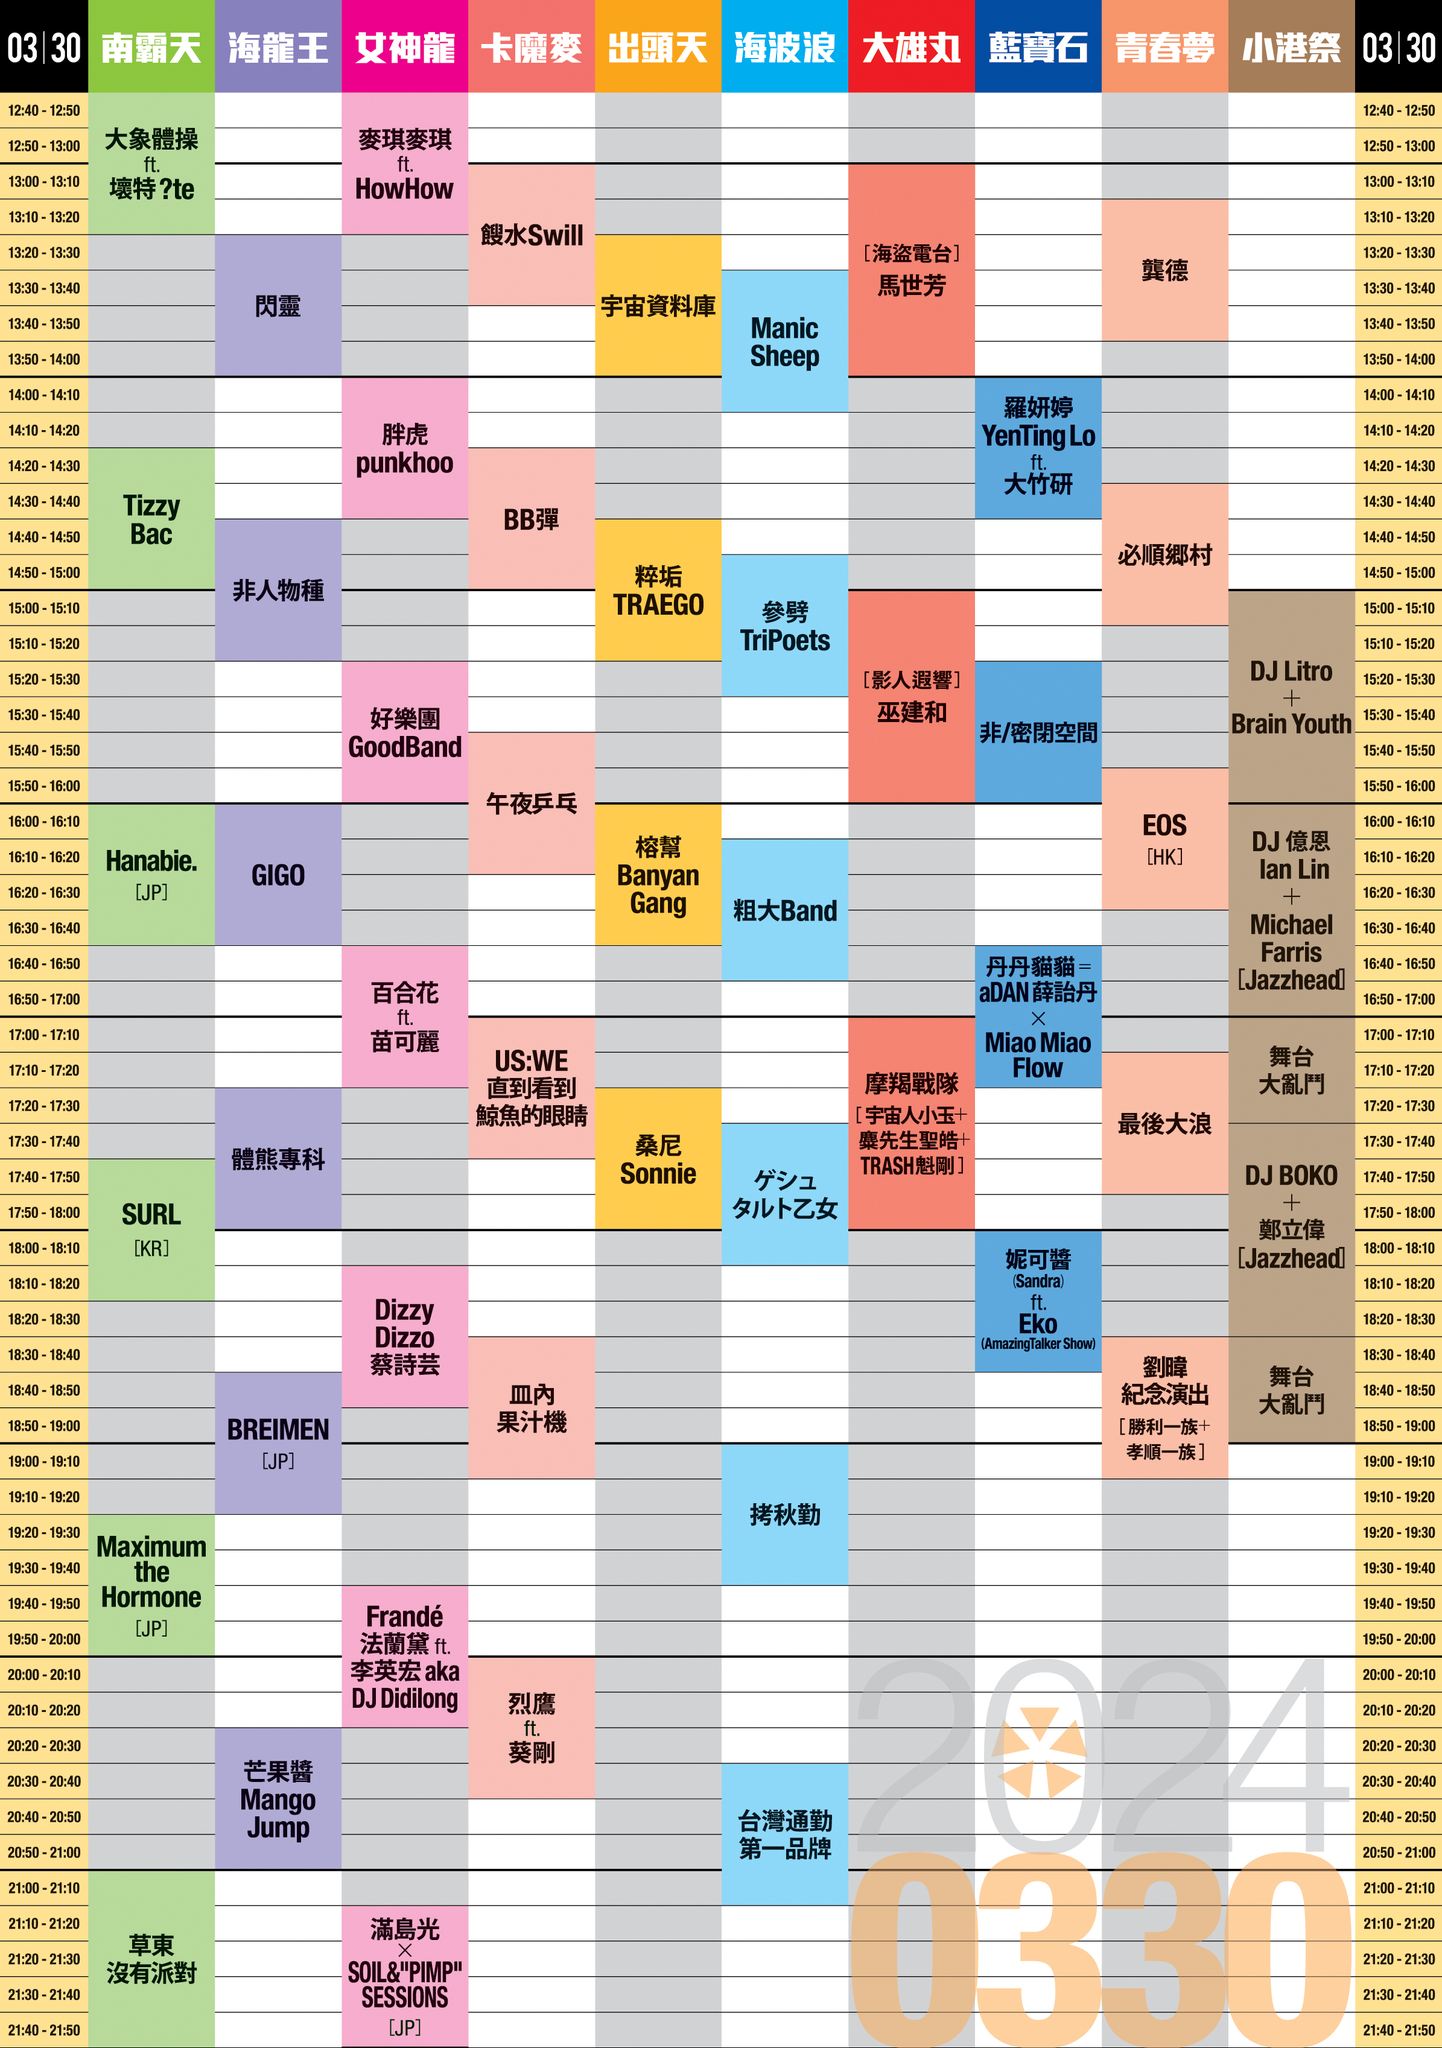 03|30
南霸天
海龍王
女神龍
卡魔麥
出頭天
海波浪
大雄丸
藍寶石
青春夢
小港祭
03|30
12:40 - 12:50
12:50 - 13:00
13:00 - 13:10
13:10 - 13:20
13:20 - 13:30
13:30 - 13:40
13:40 - 13:50
13:50 - 14:00
14:00 - 14:10
14:10 - 14:20
14:20 - 14:30
14:30 - 14:40
14:40 - 14:50
14:50 - 15:00
15:00 - 15:10
15:10 - 15:20
15:20 - 15:30
15:30 - 15:40
15:40 - 15:50
15:50 - 16:00
16:00 - 16:10
16:10 - 16:20
16:20 - 16:30
16:30 - 16:40
16:40 - 16:50
16:50 - 17:00
17:00 - 17:10
17:10 - 17:20
17:20 - 17:30
17:30 - 17:40
17:40 - 17:50
17:50 - 18:00
18:00 - 18:10
18:10 - 18:20
18:20 - 18:30
18:30 - 18:40
18:40 - 18:50
18:50 - 19:00
19:00 - 19:10
19:10 - 19:20
19:20 - 19:30
19:30 - 19:40
19:40 - 19:50
19:50 - 20:00
20:00 - 20:10
20:10 - 20:20
20:20 - 20:30
20:30 - 20:40
20:40 - 20:50
20:50 - 21:00
21:00 - 21:10
21:10 - 21:20
21:20 - 21:30
21:30 - 21:40
21:40 - 21:50
大象體操
ft.
壞特?te
Tizzy
Bac
Hanabie.
[JP]
SURL
[KR]
Maximum
the
Hormone
[JP]
草東
沒有派對
閃靈
非人物種
GIGO
體熊專科
BREIMEN
[JP]
芒果醬
Mango
Jump
麥琪麥琪
ft.
HowHow
胖虎
punkhoo
好樂團
GoodBand
百合花
ft.
苗可麗
Dizzy
Dizzo
蔡詩芸
Frandé
法蘭黛 ft.
李英宏 aka
DJ Didilong
滿島光
×
SOIL&"PIMP"
SESSIONS
[JP]
餿水Swill
BB彈
午夜乒乓
US:WE
直到看到
鯨魚的眼睛
皿內
果汁機
烈鷹
ft.
葵剛
宇宙資料庫
粹垢
TRAEGO
榕幫
Banyan
Gang
桑尼
Sonnie
Manic
Sheep
參劈
TriPoets
粗大Band
ゲシュ
タルト乙女
拷秋勤
台灣通勤
第一品牌
[海盜電台]
馬世芳
[影人遐響]
巫建和
摩羯戰隊
[宇宙人小玉+
麋先生聖皓+
TRASH魁剛]
羅妍婷
YenTing Lo
ft.
大竹研
非/密閉空間
丹丹貓貓=
aDAN 薛詒丹
×
Miao Miao
Flow
妮可醬
(Sandra)
ft.
Eko
(AmazingTalker Show)
龔德
必順鄉村
EOS
[HK]
最後大浪
劉暐
紀念演出
[勝利一族+
孝順一族]
DJ Litro
+
Brain Youth
DJ 億恩
Ian Lin
+
Michael
Farris
[Jazzhead]
舞台
大亂鬥
DJ BOKO
+
鄭立偉
[Jazzhead]
舞台
大亂鬥
12:40 - 12:50
12:50 - 13:00
13:00 - 13:10
13:10 - 13:20
13:20 - 13:30
13:30 - 13:40
13:40 - 13:50
13:50 - 14:00
14:00 - 14:10
14:10 - 14:20
14:20 - 14:30
14:30 - 14:40
14:40 - 14:50
14:50 - 15:00
15:00 - 15:10
15:10 - 15:20
15:20 - 15:30
15:30 - 15:40
15:40 - 15:50
15:50 - 16:00
16:00 - 16:10
16:10 - 16:20
16:20 - 16:30
16:30 - 16:40
16:40 - 16:50
16:50 - 17:00
17:00 - 17:10
17:10 - 17:20
17:20 - 17:30
17:30 - 17:40
17:40 - 17:50
17:50 - 18:00
18:00 - 18:10
18:10 - 18:20
18:20 - 18:30
18:30 - 18:40
18:40 - 18:50
18:50 - 19:00
19:00 - 19:10
19:10 - 19:20
19:20 - 19:30
19:30 - 19:40
19:40 - 19:50
19:50 - 20:00
20:00 - 20:10
20:10 - 20:20
20:20 - 20:30
20:30 - 20:40
20:40 - 20:50
20:50 - 21:00
21:00 - 21:10
21:10 - 21:20
21:20 - 21:30
21:30 - 21:40
21:40 - 21:50
2024
0330